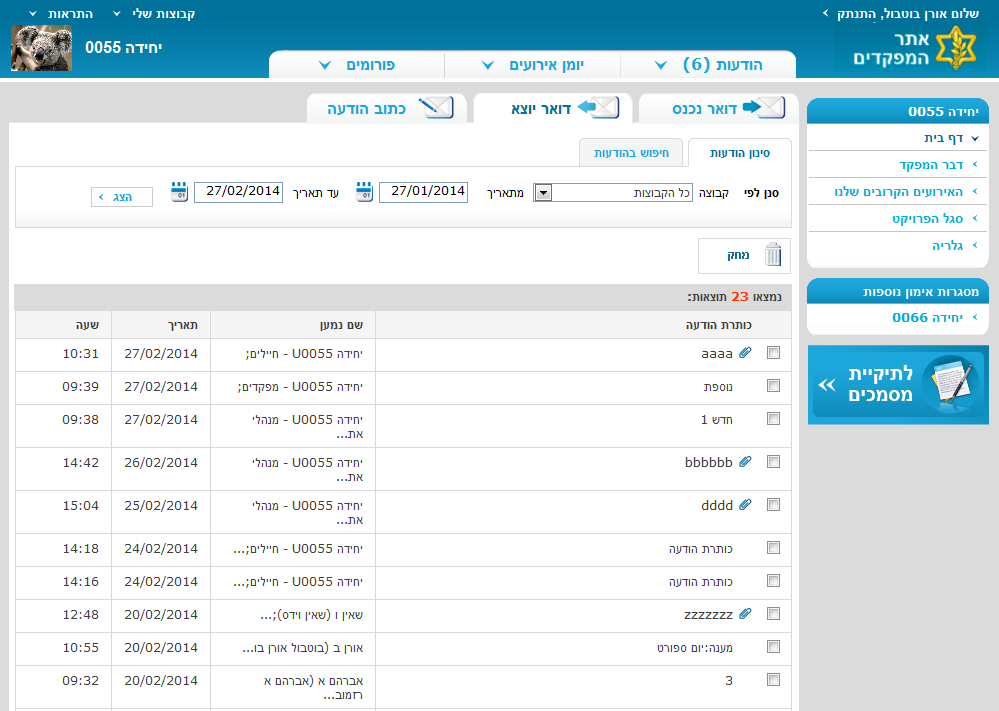 שלום אורן בוטבול, התנתק
קבוצות שלי
התראות
אתר
המפקדים
יחידה 0055
הודעות (6)
יומן אירועים
פורומים
יחידה 0055
דף בית
דבר המפקד
האירועים הקרובים שלנו
סגל הפרויקט
גלריה
מסגרות אימון נוספות
יחידה 0066
לתיקיית
מסמכים
דואר נכנס
דואר יוצא
כתוב הודעה
סינון הודעות
חיפוש בהודעות
סנן לפי קבוצה כל הקבוצות מתאריך 27/01/2014 עד תאריך 27/02/2014 הצג
מחק
נמצאו 23 תוצאות:
כותרת הודעה שם נמען תאריך שעה
aaaa יחידה U0055 - חיילים; 27/02/2014 10:31
נוספת יחידה U0055 - מפקדים; 27/02/2014 09:39
חדש 1 יחידה U0055 - מנהלי 27/02/2014 09:38
את...
bbbbbb יחידה U0055 - מנהלי 26/02/2014 14:42
את...
dddd יחידה U0055 - מנהלי 25/02/2014 15:04
את...
כותרת הודעה יחידה U0055 - חיילים;... 24/02/2014 14:18
כותרת הודעה יחידה U0055 - חיילים;... 24/02/2014 14:16
zzzzzzz שאין ו (שאין וידס);... 20/02/2014 12:48
מענה:יום ספורט אורן ב (בוטבול אורן בו... 20/02/2014 10:55
3 אברהם א (אברהם א 20/02/2014 09:32
רזמוב...